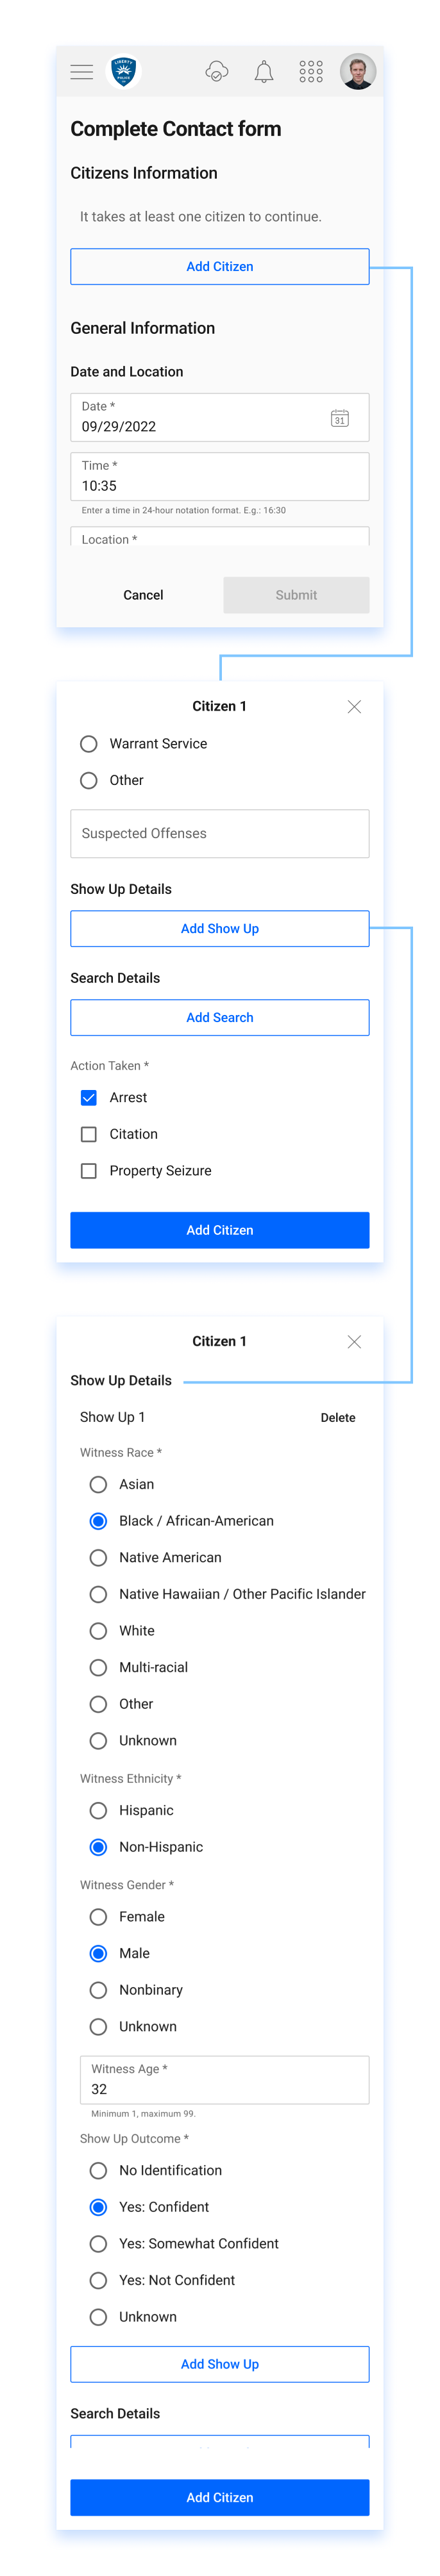 LIBERTY
POLICE
Complete Contact form
Citizens Information
It takes at least one citizen to continue.
Add Citizen
General Information
Date and Location
Date *
09/29/2022
31
Time *
10:35
Enter a time in 24-hour notation format. E.g.: 16:30
Location *
Cancel
Submit
Citizen 1
Warrant Service
Other
Suspected Offenses
Show Up Details
Add Show Up
Search Details
Add Search
Action Taken *
Arrest
Citation
Property Seizure
Add Citizen
Citizen 1
Show Up Details
Show Up 1
Delete
Witness Race *
Asian
Black / African-American
Native American
Native Hawaiian / Other Pacific Islander
White
Multi-racial
Other
Unknown
Witness Ethnicity *
Hispanic
Non-Hispanic
Witness Gender *
Female
Male
Nonbinary
Unknown
Witness Age *
32
Minimum 1, maximum 99.
Show Up Outcome *
No Identification
Yes: Confident
Yes: Somewhat Confident
Yes: Not Confident
Unknown
Add Show Up
Search Details
Add Citizen